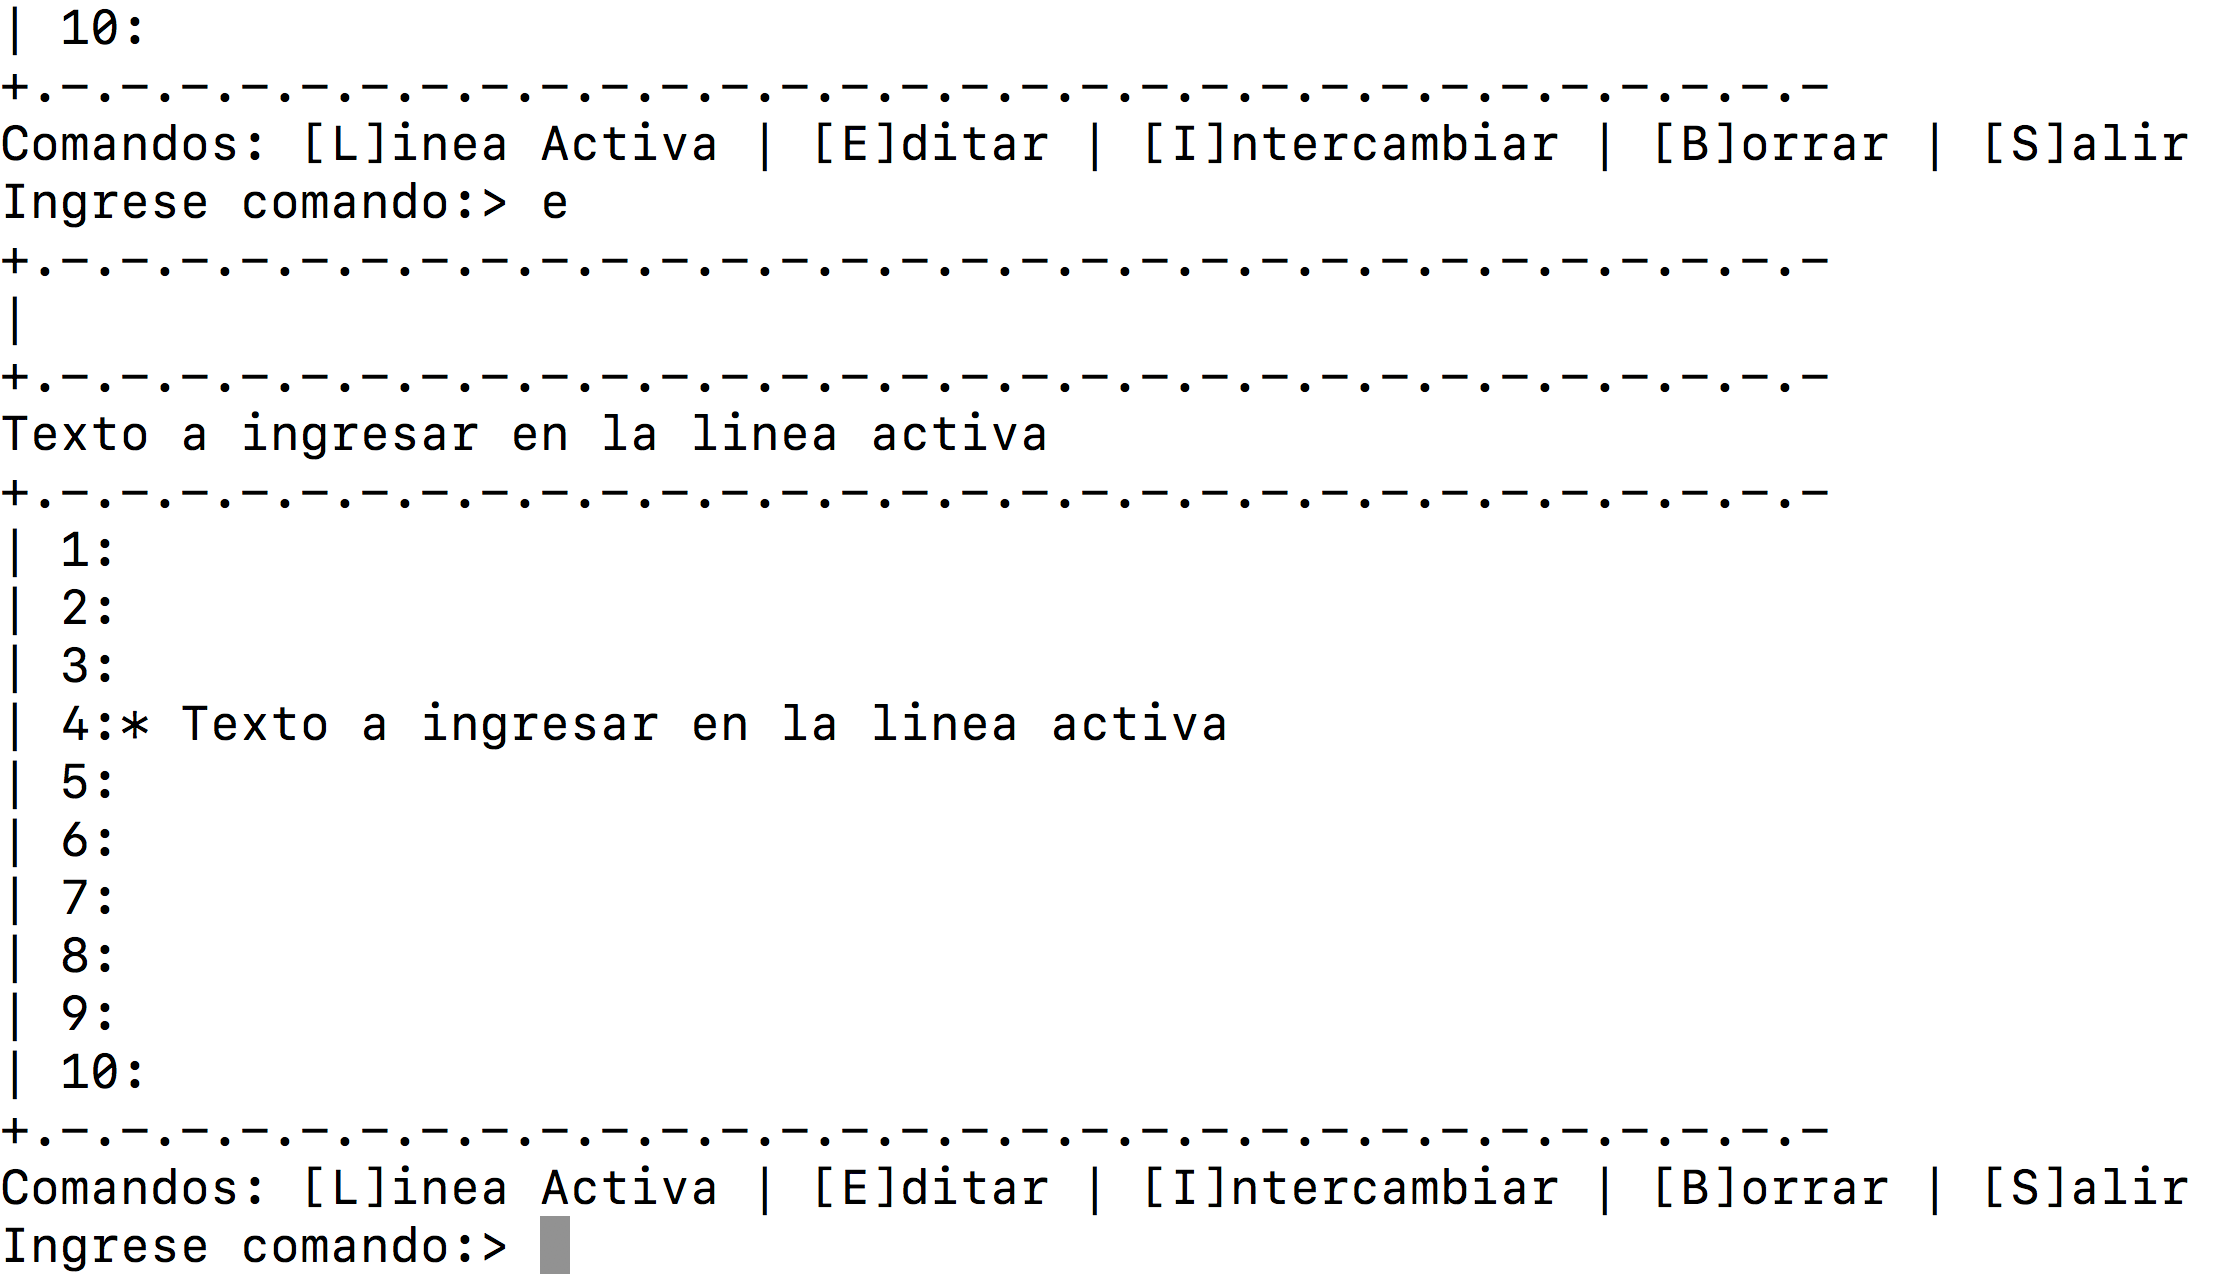 | 10:
+.-.-.-.-.-.-.-.-.-.-.-.-.-.-.-.-.-.-.-.-.-.-.-.-.-.-.-.-.-.-
Comandos: [L]inea Activa | [E]ditar | [I]ntercambiar | [B]orrar | [S]alir
Ingrese comando:> e
+.-.-.-.-.-.-.-.-.-.-.-.-.-.-.-.-.-.-.-.-.-.-.-.-.-.-.-.-.-.-
|
+.-.-.-.-.-.-.-.-.-.-.-.-.-.-.-.-.-.-.-.-.-.-.-.-.-.-.-.-.-.-
Texto a ingresar en la linea activa
+.-.-.-.-.-.-.-.-.-.-.-.-.-.-.-.-.-.-.-.-.-.-.-.-.-.-.-.-.-.-
| 1:
| 2:
| 3:
| 4:* Texto a ingresar en la linea activa
| 5:
| 6:
| 7:
| 8:
| 9:
| 10:
+.-.-.-.-.-.-.-.-.-.-.-.-.-.-.-.-.-.-.-.-.-.-.-.-.-.-.-.-.-.-
Comandos: [L]inea Activa | [E]ditar | [I]ntercambiar | [B]orrar | [S]alir
Ingrese comando:>